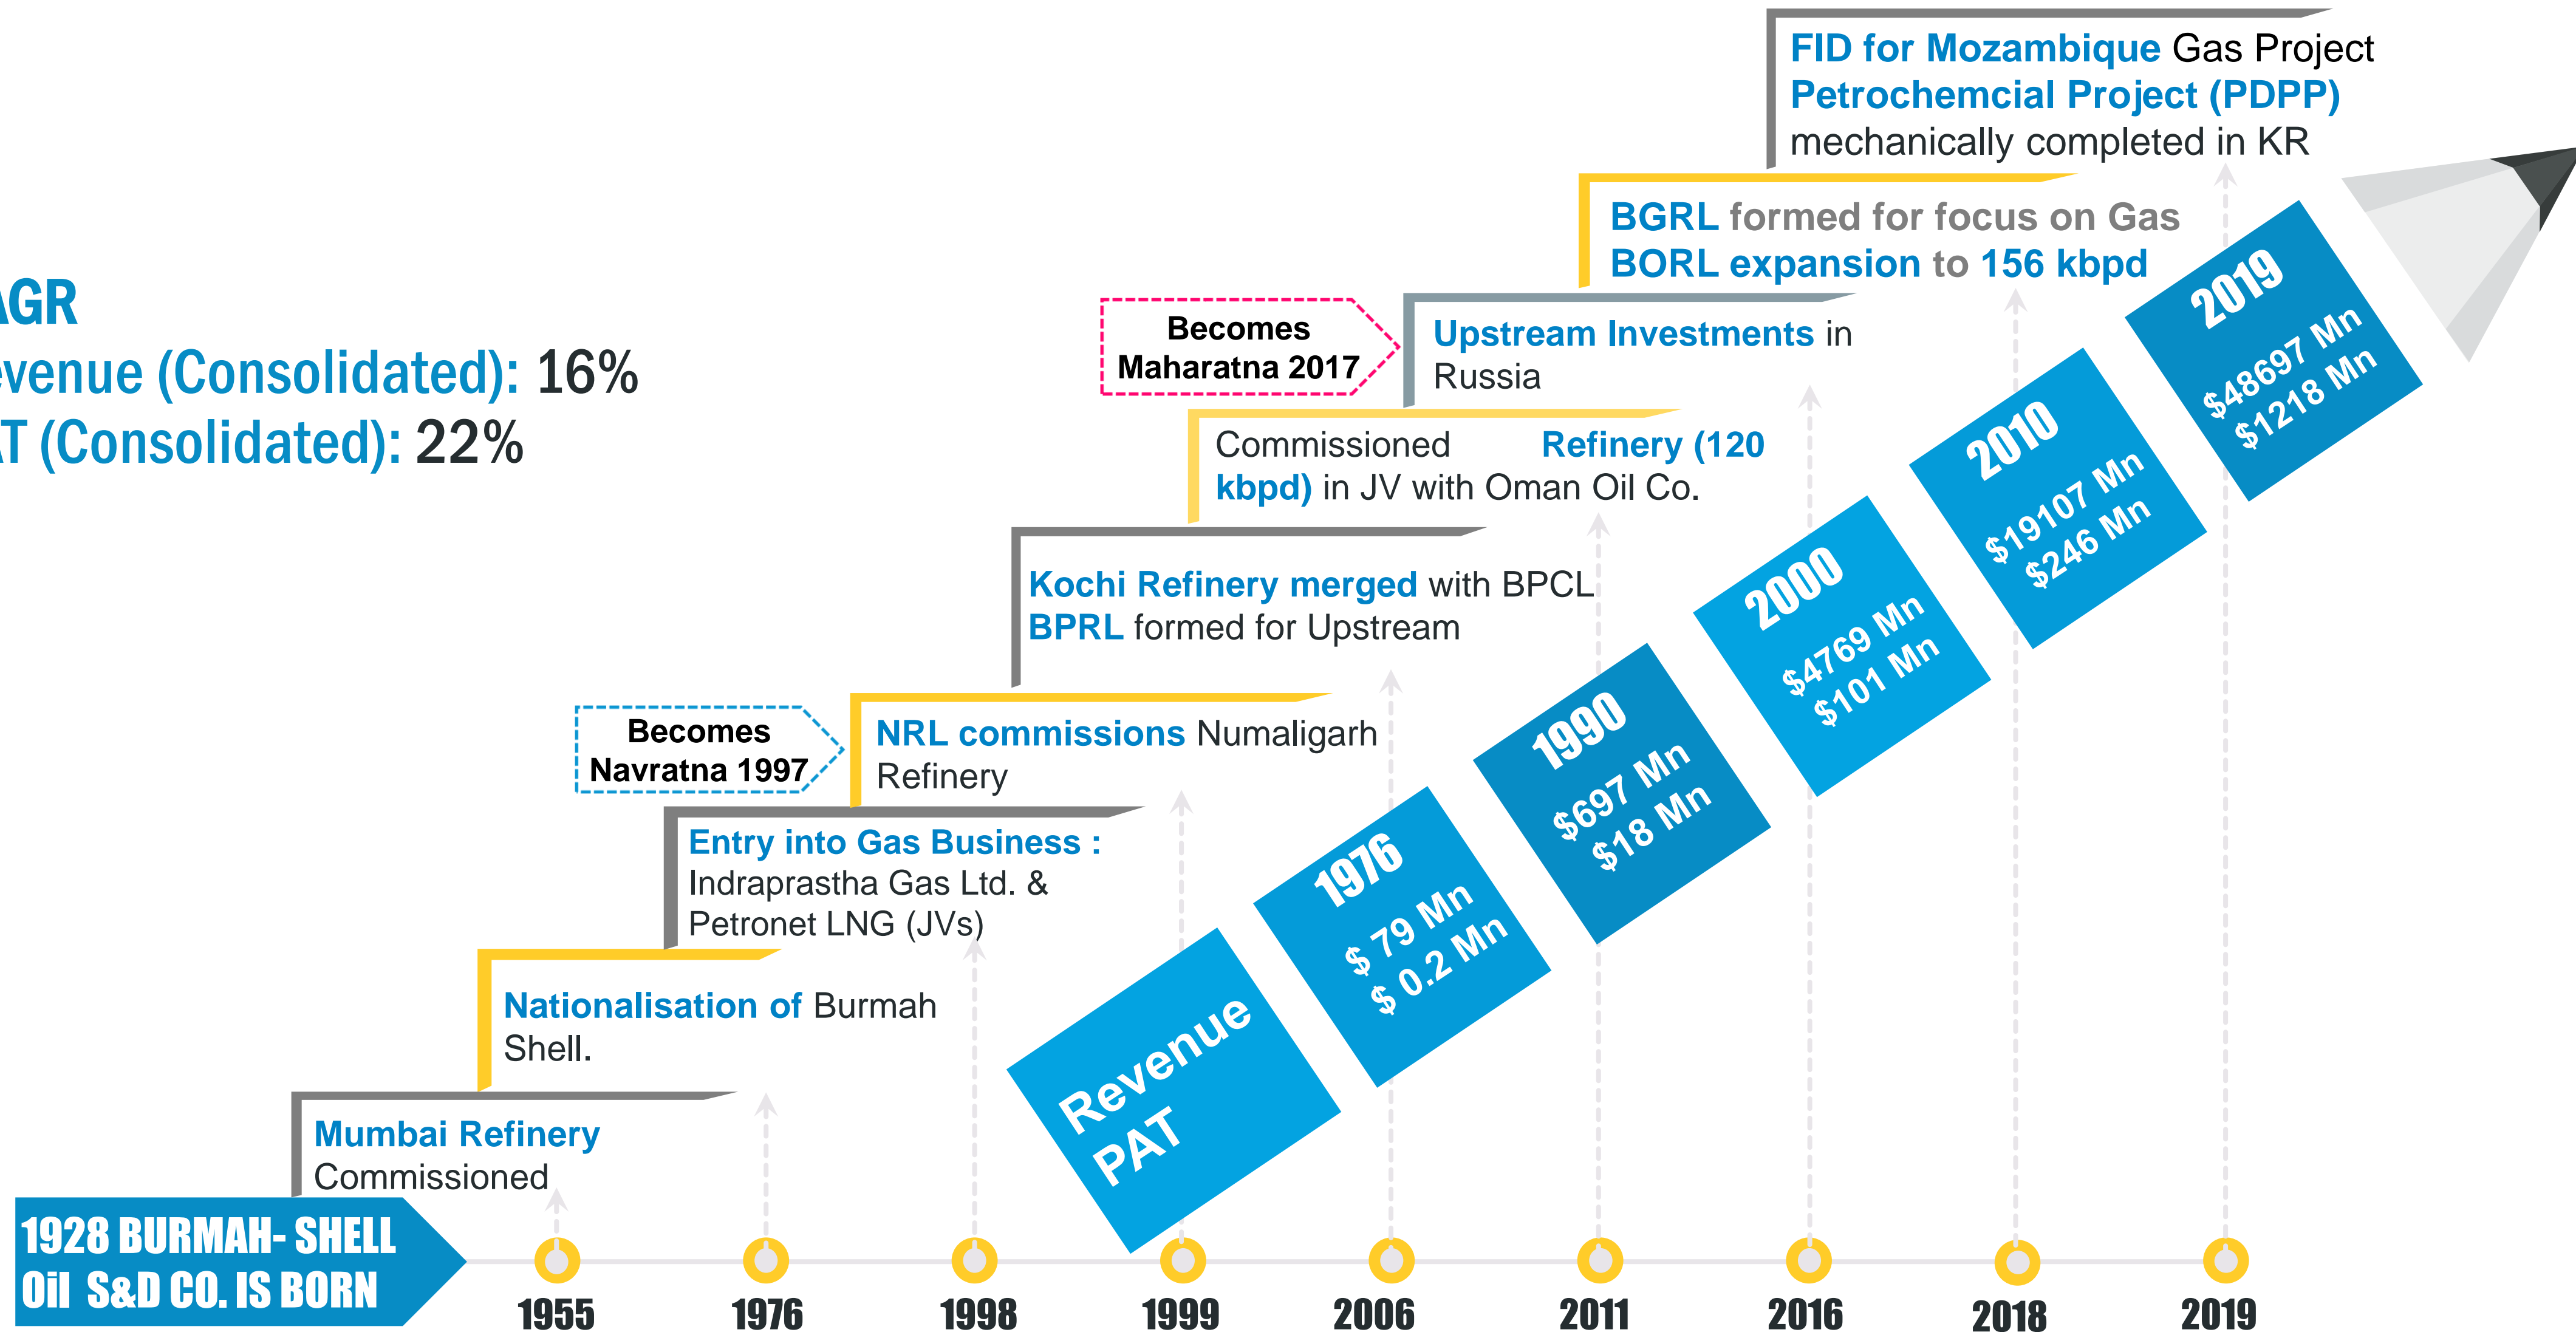 FID for Mozambique Gas Project
Petrochemcial Project (PDPP)
mechanically completed in KR
BGRL formed for focus on Gas
BORL expansion to 156 kbpd
Becomes
Maharatna 2017
Upstream Investments in
Russia
AGR
evenue (Consolidated): 16%
AT (Consolidated): 22%
Commissioned Refinery (120
kbpd) in JV with Oman Oil Co.
Kochi Refinery merged with BPCL
BPRL formed for Upstream
Becomes
Navratna 1997
NRL commissions Numaligarh
Refinery
Entry into Gas Business :
Indraprastha Gas Ltd. &
Petronet LNG (JVs)
Nationalisation of Burmah
Shell.
Mumbai Refinery
Commissioned
1928 BURMAH- SHELL
Oil S&D CO. IS BORN
Revenue
PAT
1976
$ 79 Mn
$ 0.2 Mn
1990
$697 Mn
$18 Mn
2000
$4769 Mn
$101 Mn
2010
$19107 Mn
$246 Mn
2019
$48697 Mn
$1218 Mn
1955
1976
1998
1999
2006
2011
2016
2018
2019